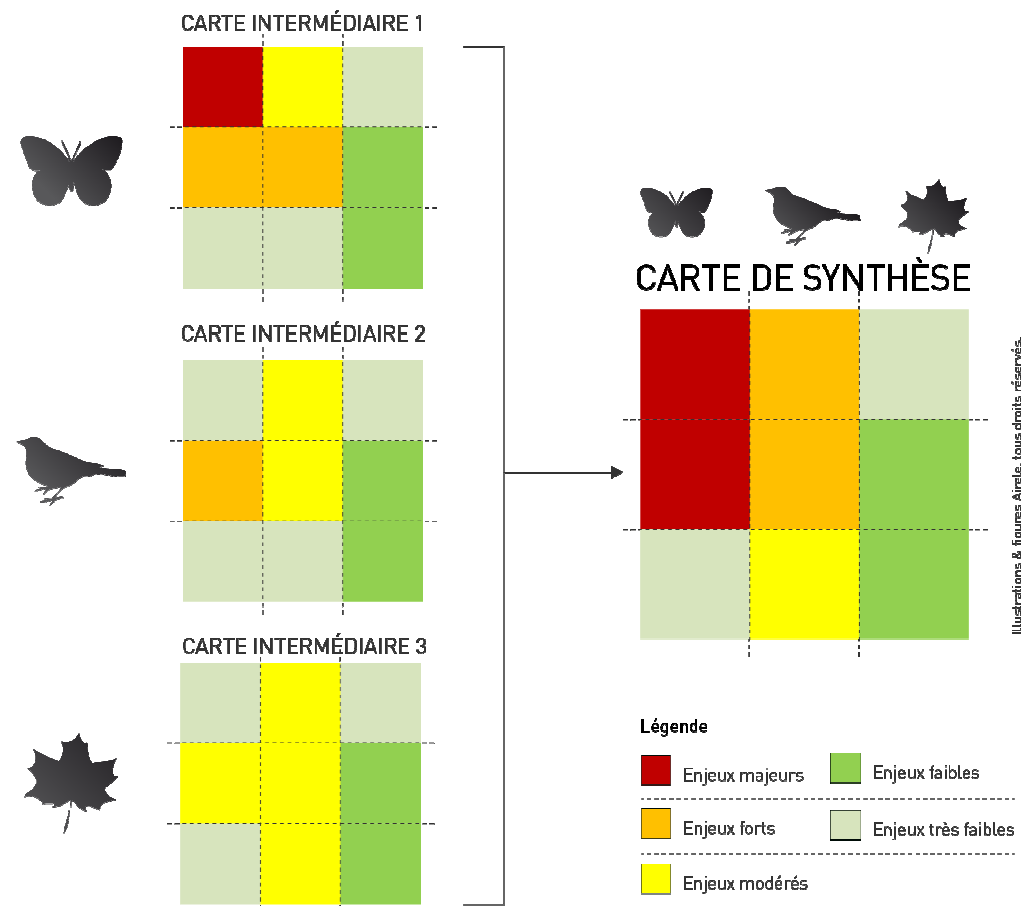 CARTE INTERMÉDIAIRE 1
CARTE INTERMÉDIAIRE 2
CARTE INTERMÉDIAIRE 3
CARTE DE SYNTHÈSE
Illustrations & figures Airele, tous droits réservés.
Légende
Enjeux majeurs
Enjeux faibles
Enjeux forts
Enjeux très faibles
Enjeux modérés